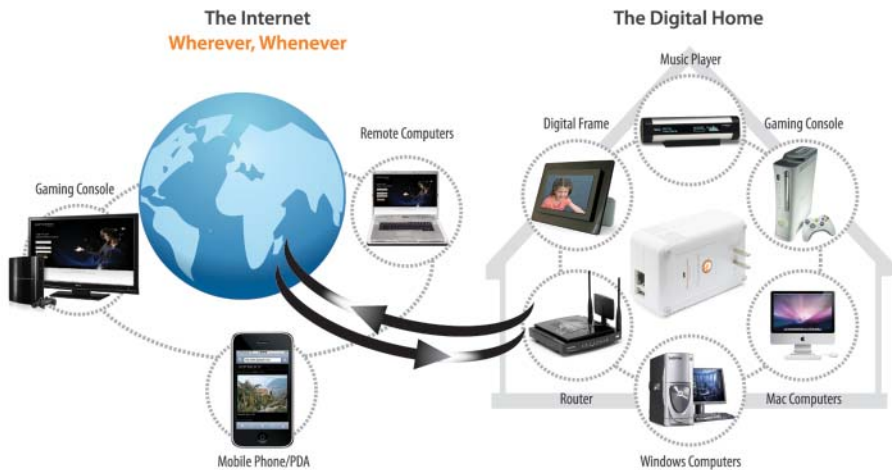 The Internet
Wherever, Whenever
The Digital Home
Music Player
Digital Frame
Gaming Console
Remote Computers
Gaming Console
Router
Mac Computers
Mobile Phone/PDA
Windows Computers